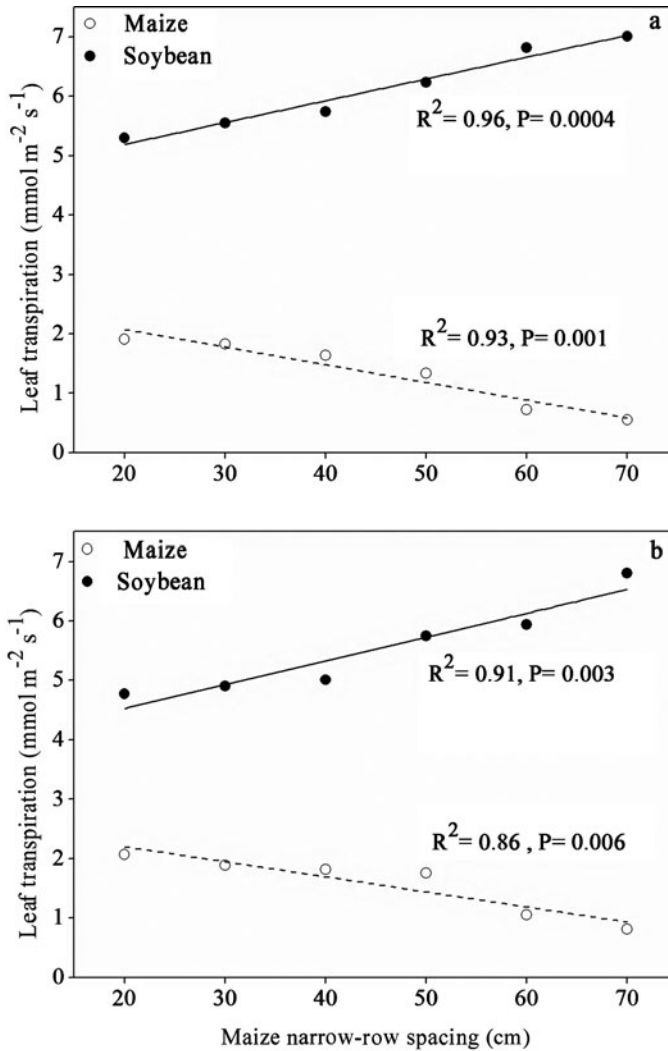 a
Maize
Soybean
7
6
5
4
3
2
1
0
R²= 0.96, P= 0.0004
R²= 0.93, P= 0.001
Leaf transpiration (mmol m⁻² s⁻¹)
20 30 40 50 60 70
b
Maize
Soybean
7
6
5
4
3
2
1
0
R²= 0.91, P= 0.003
R²= 0.86 , P= 0.006
Leaf transpiration (mmol m⁻² s⁻¹)
20 30 40 50 60 70
Maize narrow-row spacing (cm)